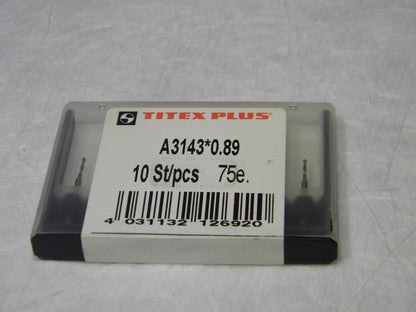 TITEX PLUS
A3143*0.89
10 St/pcs 75e.
4 031132 126920